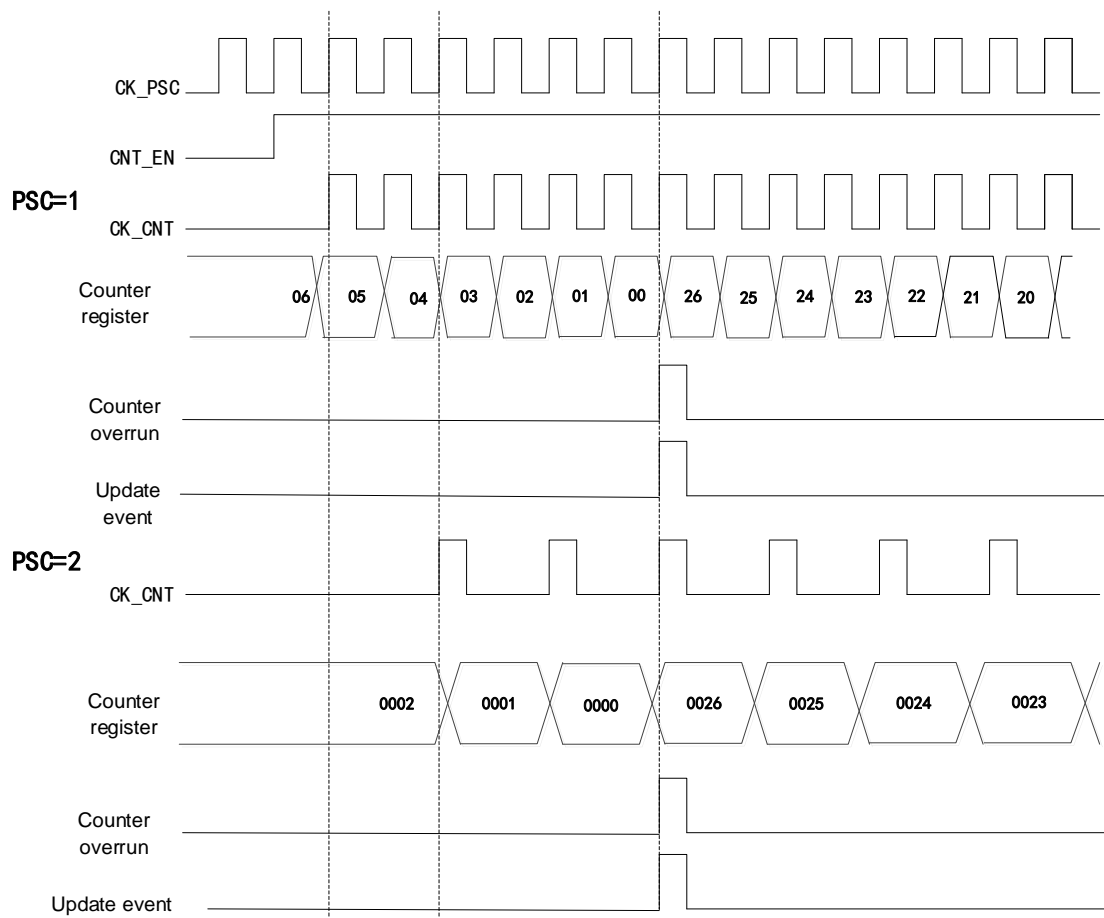 CK_PSC
CNT_EN
PSC=1
CK_CNT
Counter
register
06 05 04 03 02 01 00 26 25 24 23 22 21 20
Counter
overrun
Update
event
PSC=2
CK_CNT
Counter
register
0002 0001 0000 0026 0025 0024 0023
Counter
overrun
Update event